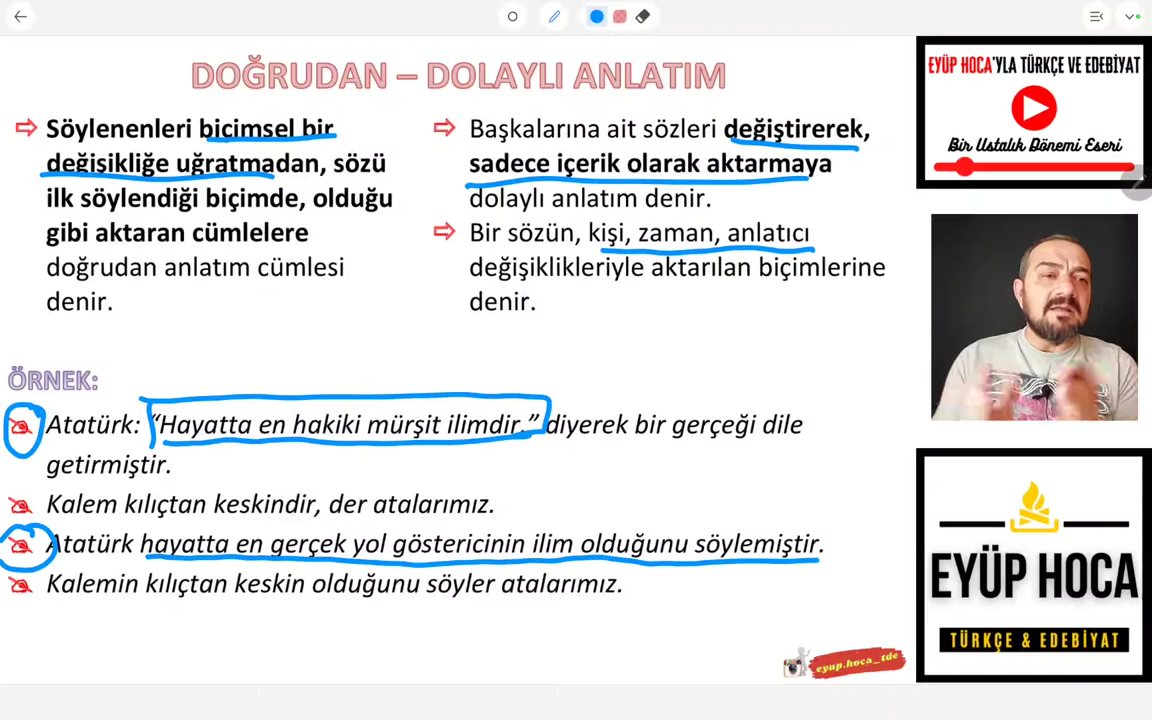 DOĞRUDAN – DOLAYLI ANLATIM
Söylenenleri biçimsel bir
değişikliğe uğratmadan, sözü
ilk söylendiği biçimde, olduğu
gibi aktaran cümlelere
doğrudan anlatım cümlesi
denir.
Başkalarına ait sözleri değiştirerek,
sadece içerik olarak aktarmaya
dolaylı anlatım denir.
Bir sözün, kişi, zaman, anlatıcı
değişiklikleriyle aktarılan biçimlerine
denir.
ÖRNEK:
Atatürk: “Hayatta en hakiki mürşit ilimdir.” diyerek bir gerçeği dile
getirmiştir.
Kalem kılıçtan keskindir, der atalarımız.
Atatürk hayatta en gerçek yol göstericinin ilim olduğunu söylemiştir.
Kalemin kılıçtan keskin olduğunu söyler atalarımız.
EYÜP HOCA'YLA TÜRKÇE VE EDEBİYAT
Bir Ustalık Dönemi Eseri
EYÜP HOCA
TÜRKÇE & EDEBİYAT
eyup.hoca_tde